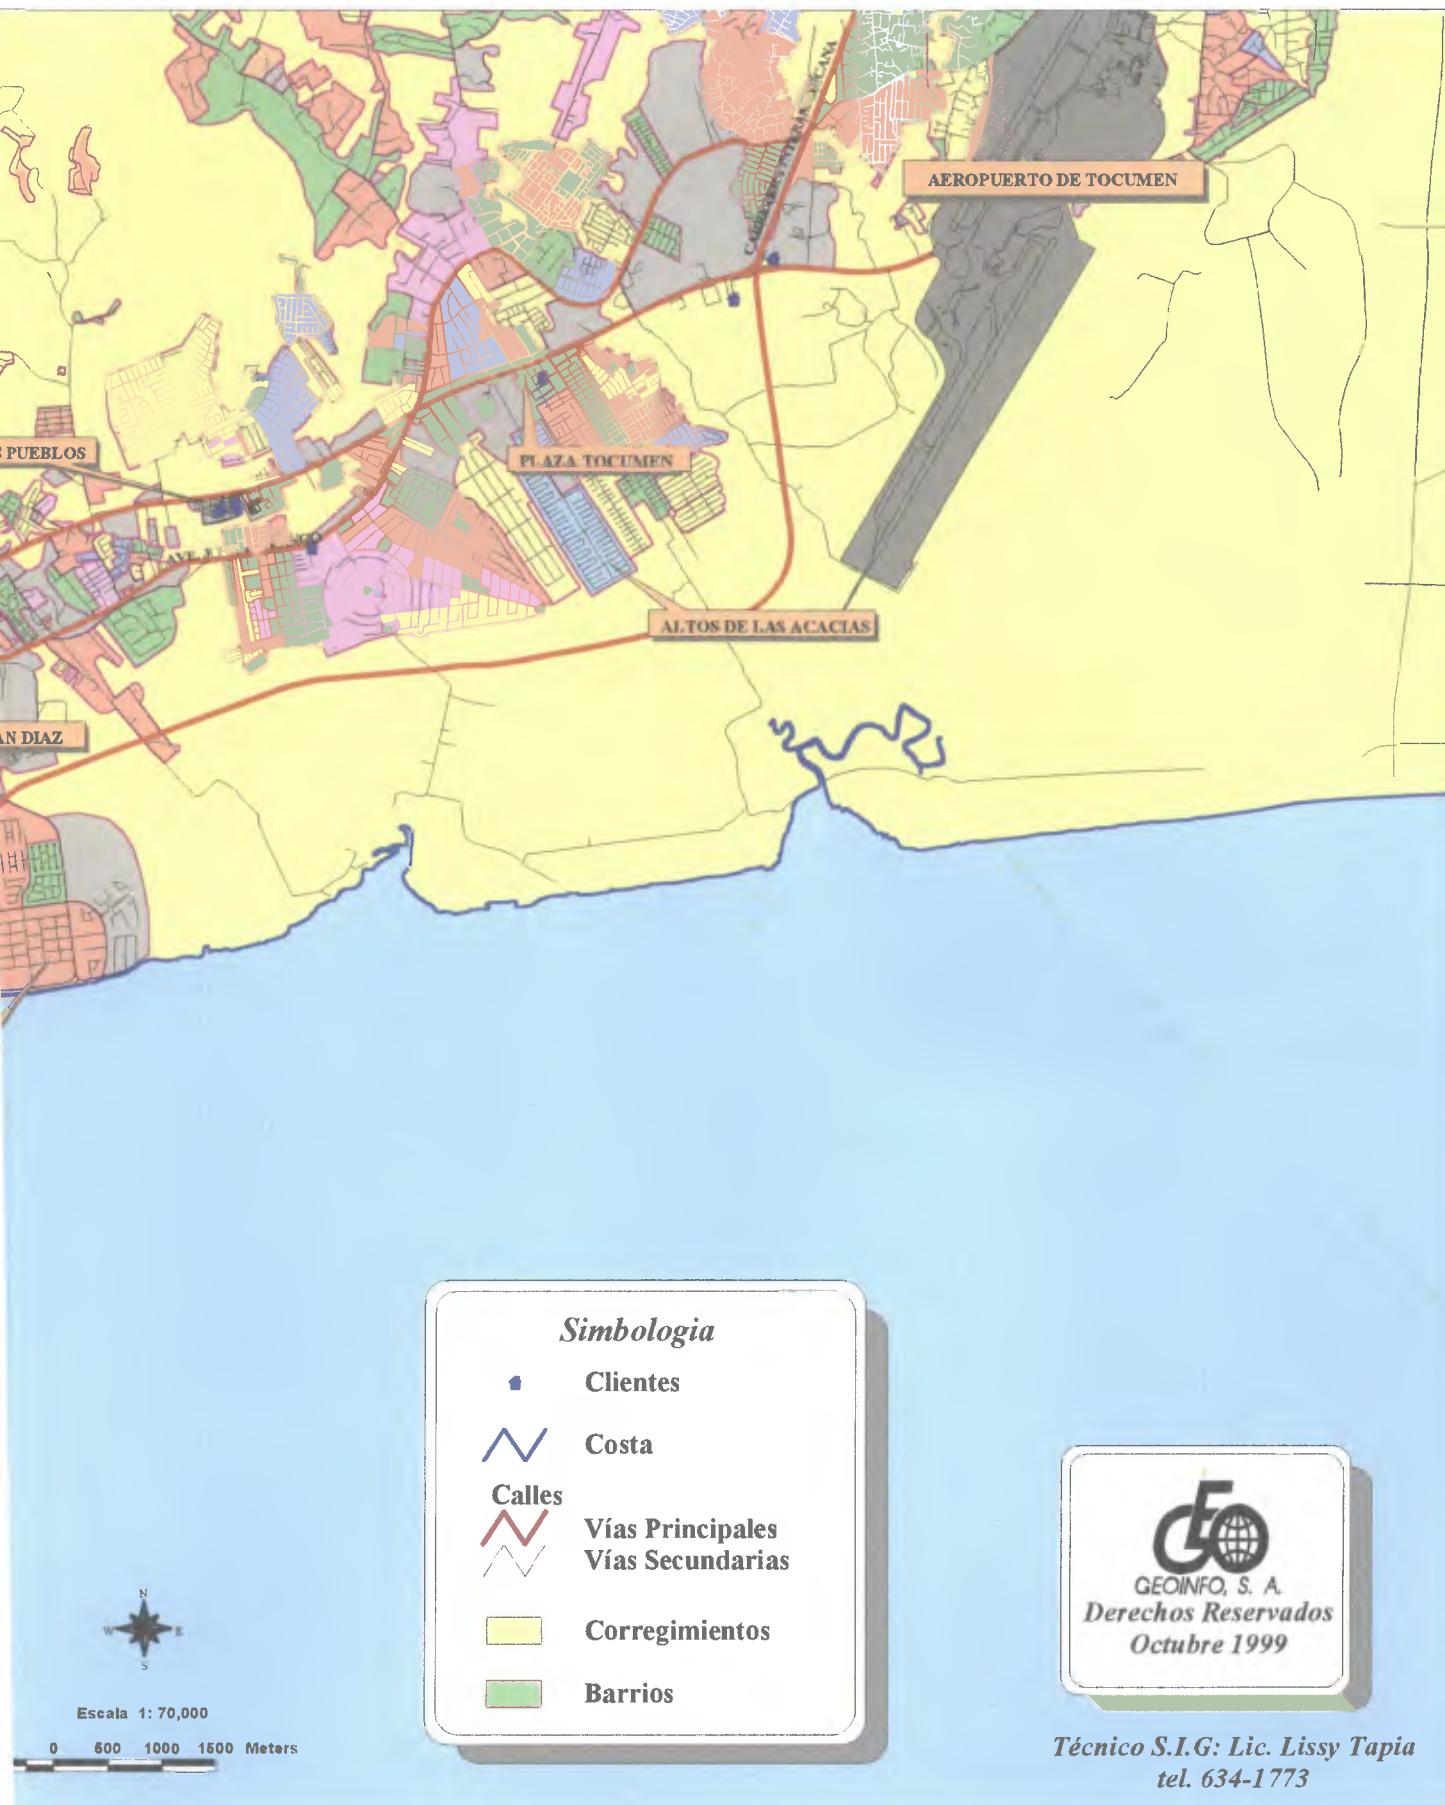 AEROPUERTO DE TOCUMEN
PUEBLOS
PLAZA TOCUMEN
AVE.
ALTOS DE LAS ACACIAS
AN DIAZ
Simbologia
Clientes
Costa
Calles
Vías Principales
Vías Secundarias
Corregimientos
Barrios
N
W E
S
Escala 1: 70,000
0 500 1000 1500 Meters
GEO
GEOINFO, S. A.
Derechos Reservados
Octubre 1999
Técnico S.I.G: Lic. Lissy Tapia
tel. 634-1773